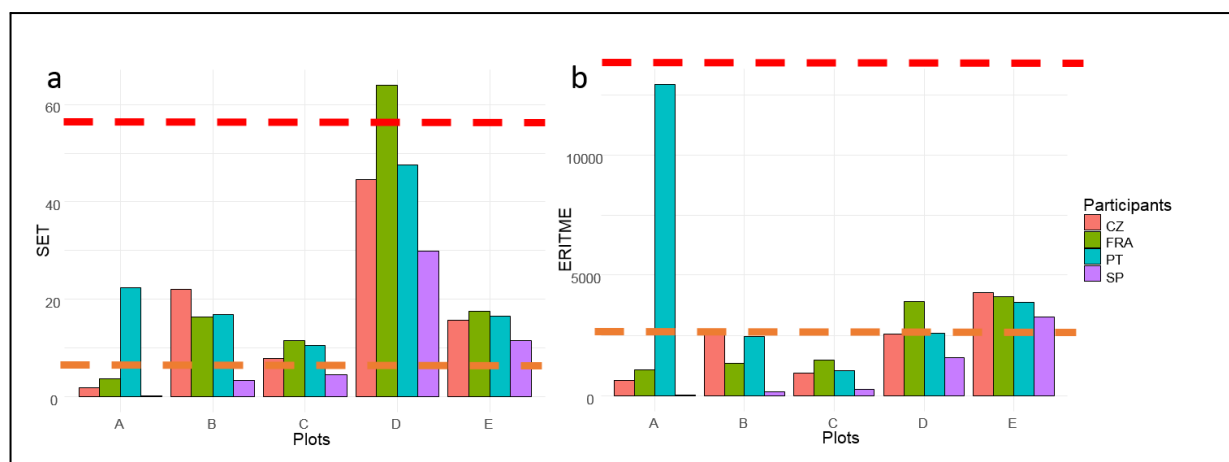 a
60
40
20
0
SET
A B C D E
Plots
b
10000
5000
0
ERITME
A B C D E
Plots
Participants
CZ
FRA
PT
SP